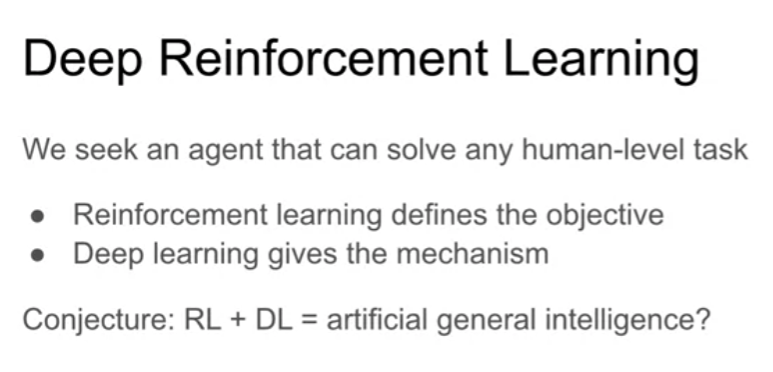 Deep Reinforcement Learning
We seek an agent that can solve any human-level task
● Reinforcement learning defines the objective
● Deep learning gives the mechanism
Conjecture: RL + DL = artificial general intelligence?